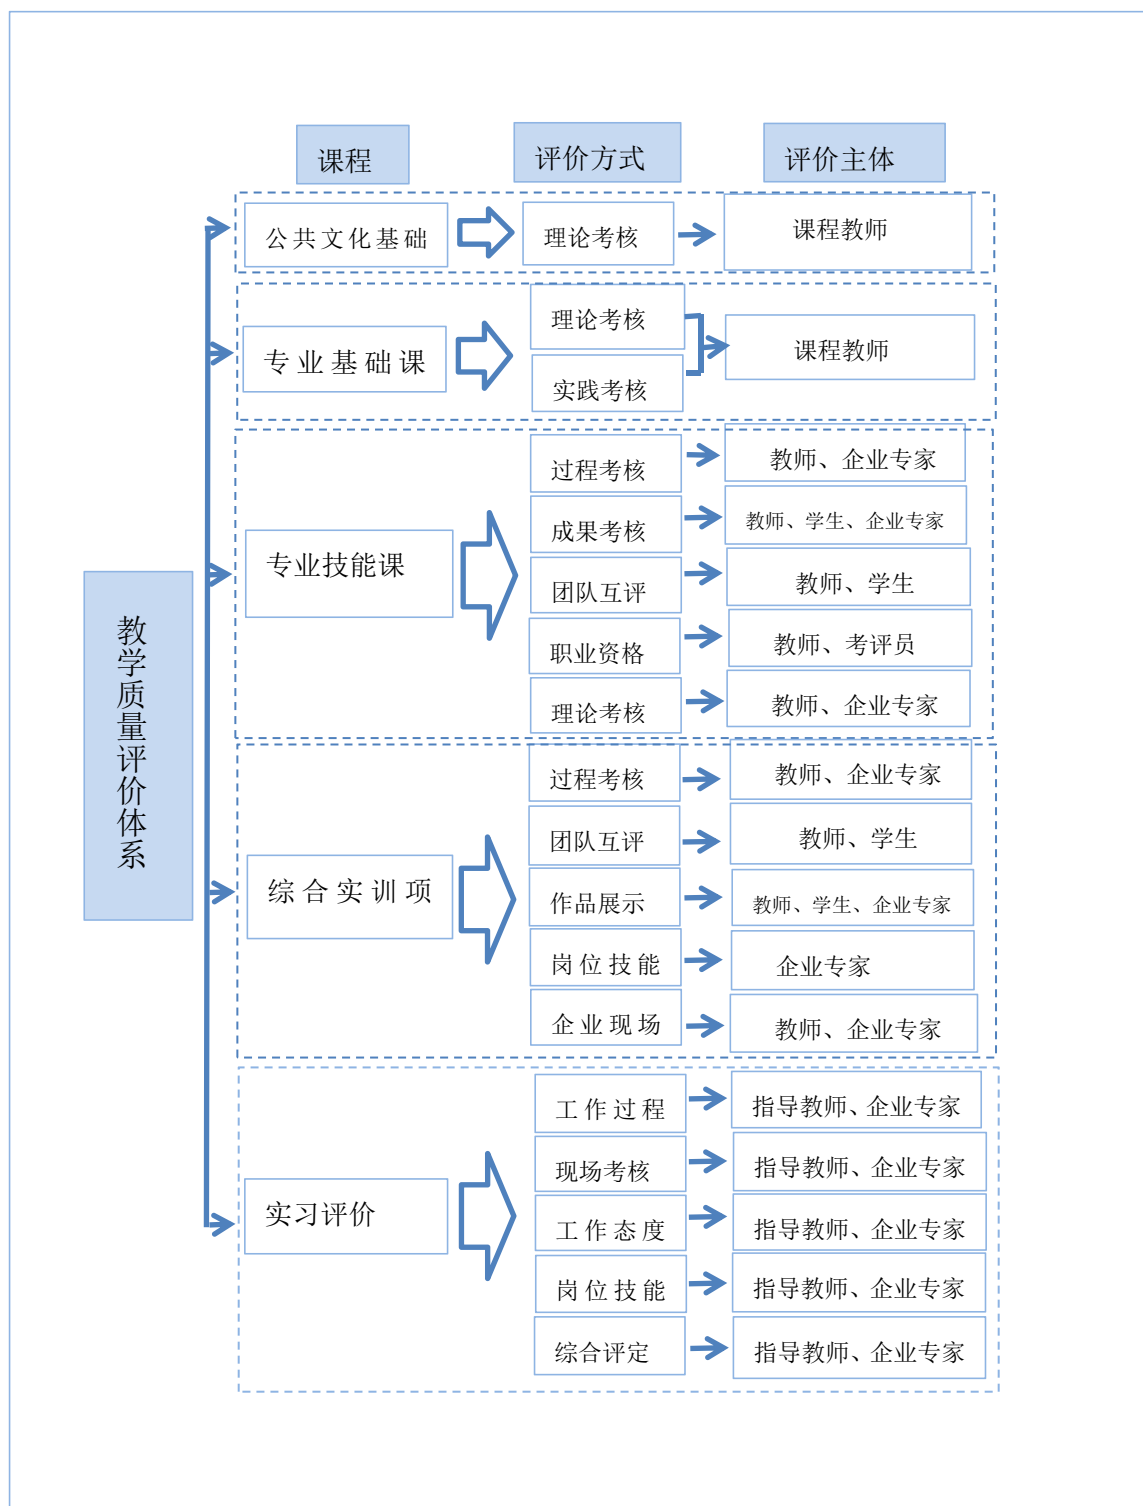 课程
评价方式
评价主体
教学质量评价体系
公共文化基础
理论考核
课程教师
专业基础课
理论考核
实践考核
课程教师
专业技能课
过程考核
教师、企业专家
成果考核
教师、学生、企业专家
团队互评
教师、学生
职业资格
教师、考评员
理论考核
教师、企业专家
综合实训项
过程考核
教师、企业专家
团队互评
教师、学生
作品展示
教师、学生、企业专家
岗位技能
企业专家
企业现场
教师、企业专家
实习评价
工作过程
指导教师、企业专家
现场考核
指导教师、企业专家
工作态度
指导教师、企业专家
岗位技能
指导教师、企业专家
综合评定
指导教师、企业专家